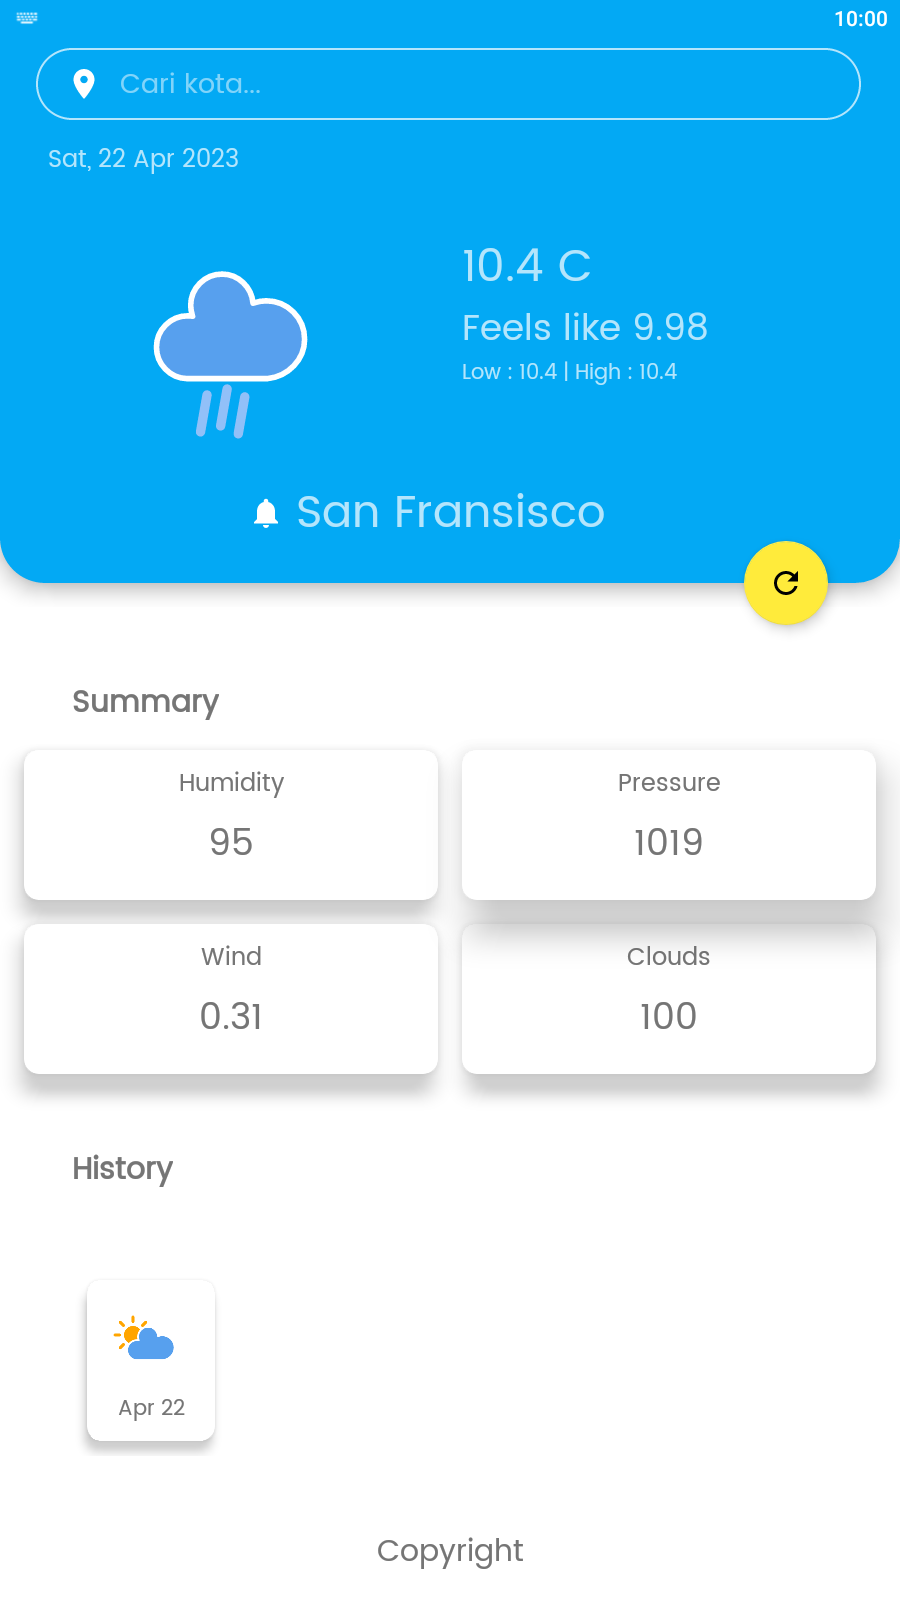 10:00
Cari kota...
Sat, 22 Apr 2023
10.4 C
Feels like 9.98
Low : 10.4 | High : 10.4
San Fransisco
Summary
Humidity
95
Pressure
1019
Wind
0.31
Clouds
100
History
Apr 22
Copyright